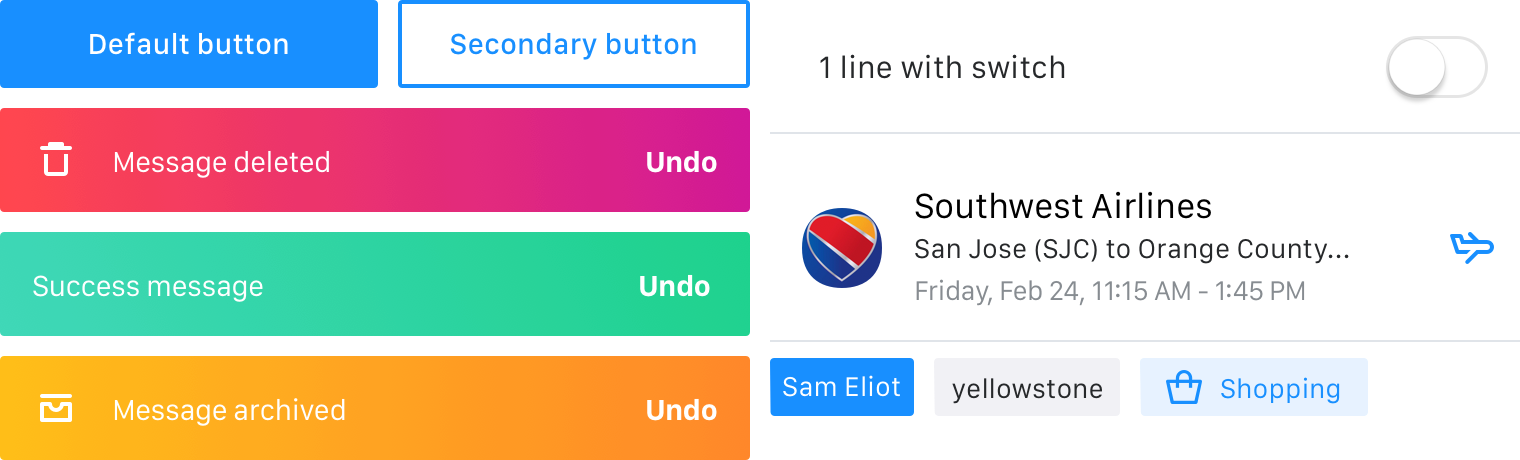 Default button
Secondary button
Message deleted
Undo
Success message
Undo
Message archived
Undo
1 line with switch
Southwest Airlines
San Jose (SJC) to Orange County...
Friday, Feb 24, 11:15 AM - 1:45 PM
Sam Eliot
yellowstone
Shopping